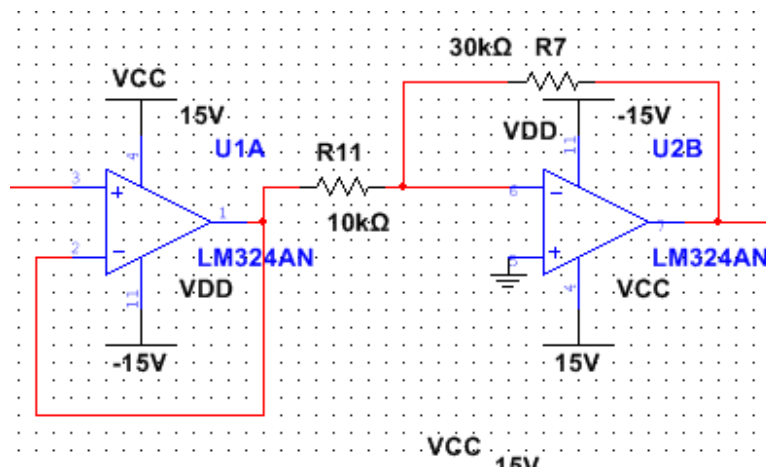 30kΩ R7
VCC
15V
VDD
-15V
4
11
U1A
R11
U2B
3
6
1
7
10kΩ
2
5
LM324AN
LM324AN
VDD
VCC
11
4
-15V
15V
VCC
15V